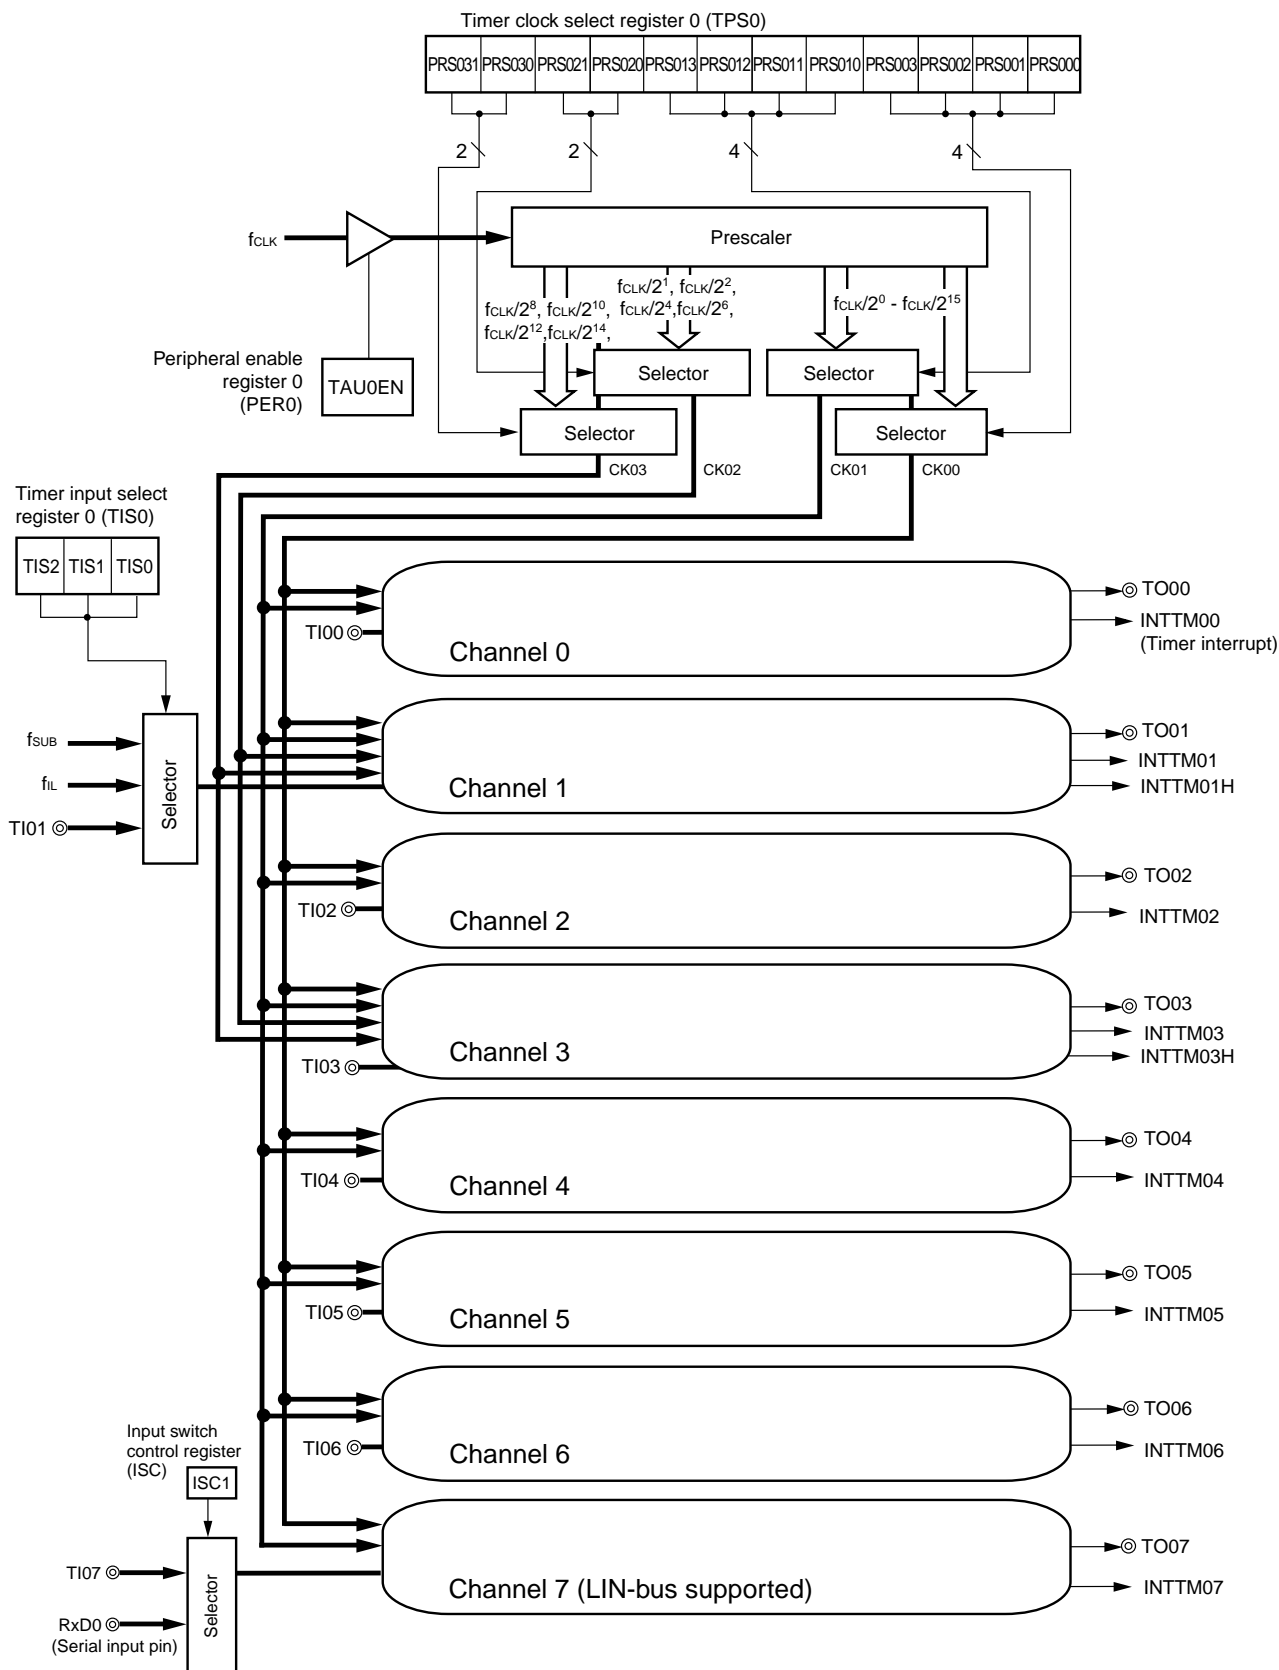 Timer clock select register 0 (TPS0)
PRS031 PRS030 PRS021 PRS020 PRS013 PRS012 PRS011 PRS010 PRS003 PRS002 PRS001 PRS000
2
2
4
4
fCLK
Prescaler
fCLK/2⁸, fCLK/2¹⁰,
fCLK/2¹²,fCLK/2¹⁴,
fCLK/2¹, fCLK/2²,
fCLK/2⁴,fCLK/2⁶,
fCLK/2⁰ - fCLK/2¹⁵
Peripheral enable
register 0
(PER0)
TAU0EN
Selector
Selector
Selector
Selector
CK03
CK02
CK01
CK00
Timer input select
register 0 (TIS0)
TIS2 TIS1 TIS0
TI00
Channel 0
TO00
INTTM00
(Timer interrupt)
fSUB
fIL
TI01
Selector
Channel 1
TO01
INTTM01
INTTM01H
TI02
Channel 2
TO02
INTTM02
TI03
Channel 3
TO03
INTTM03
INTTM03H
TI04
Channel 4
TO04
INTTM04
TI05
Channel 5
TO05
INTTM05
TI06
Channel 6
TO06
INTTM06
Input switch
control register
(ISC)
ISC1
TI07
RxD0
(Serial input pin)
Selector
Channel 7 (LIN-bus supported)
TO07
INTTM07